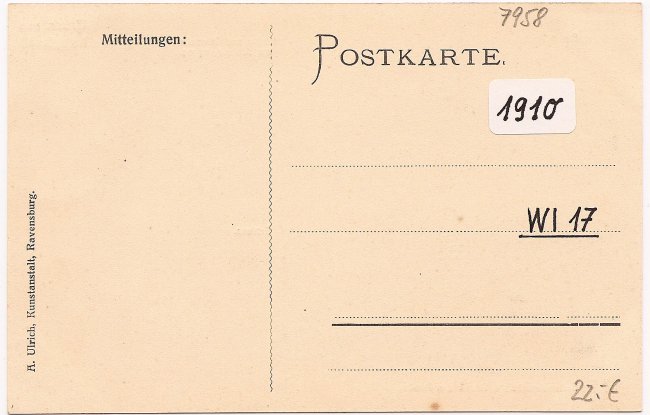 7958
Mitteilungen:
POSTKARTE.
1910
A. Ulrich, Kunstanstalt, Ravensburg.
WI 17
22.-€